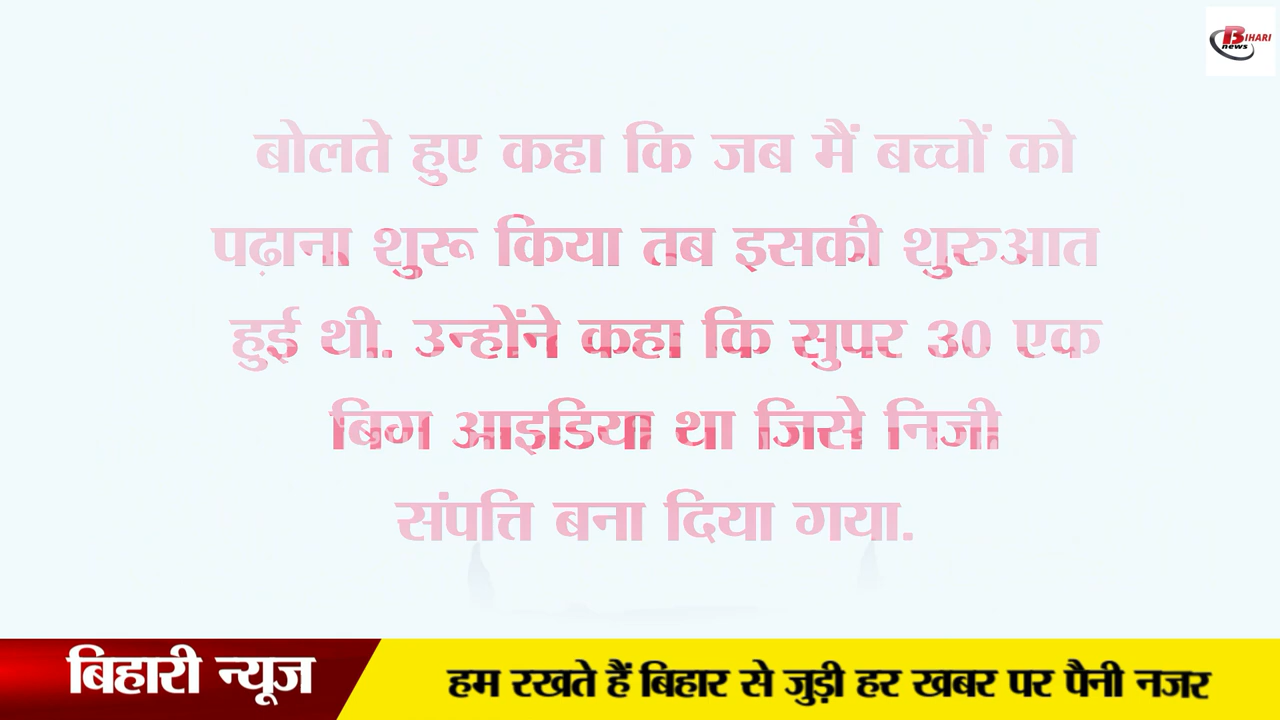 BIHARI
news
बोलते हुए कहा कि जब मैं बच्चों को
पढ़ाना शुरू किया तब इसकी शुरुआत
हुई थी. उन्होंने कहा कि सुपर 30 एक
बिग आइडिया था जिसे निजी
संपत्ति बना दिया गया.
बिहारी न्यूज
हम रखते हैं बिहार से जुड़ी हर खबर पर पैनी नजर